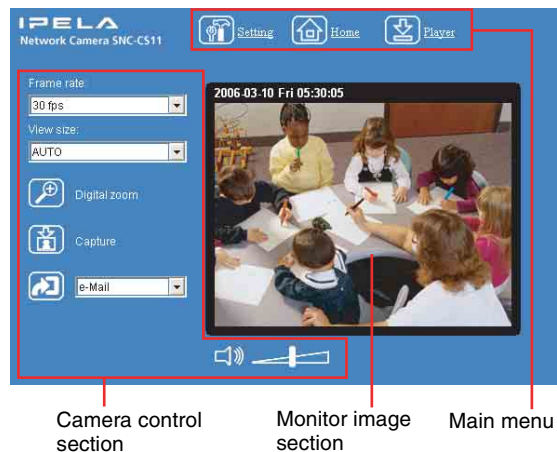 IPELA
Network Camera SNC-CS11
Setting
Home
Player
Frame rate:
30 fps
View size:
AUTO
Digital zoom
Capture
e-Mail
2006-03-10 Fri 05:30:05
Camera control
section
Monitor image
section
Main menu